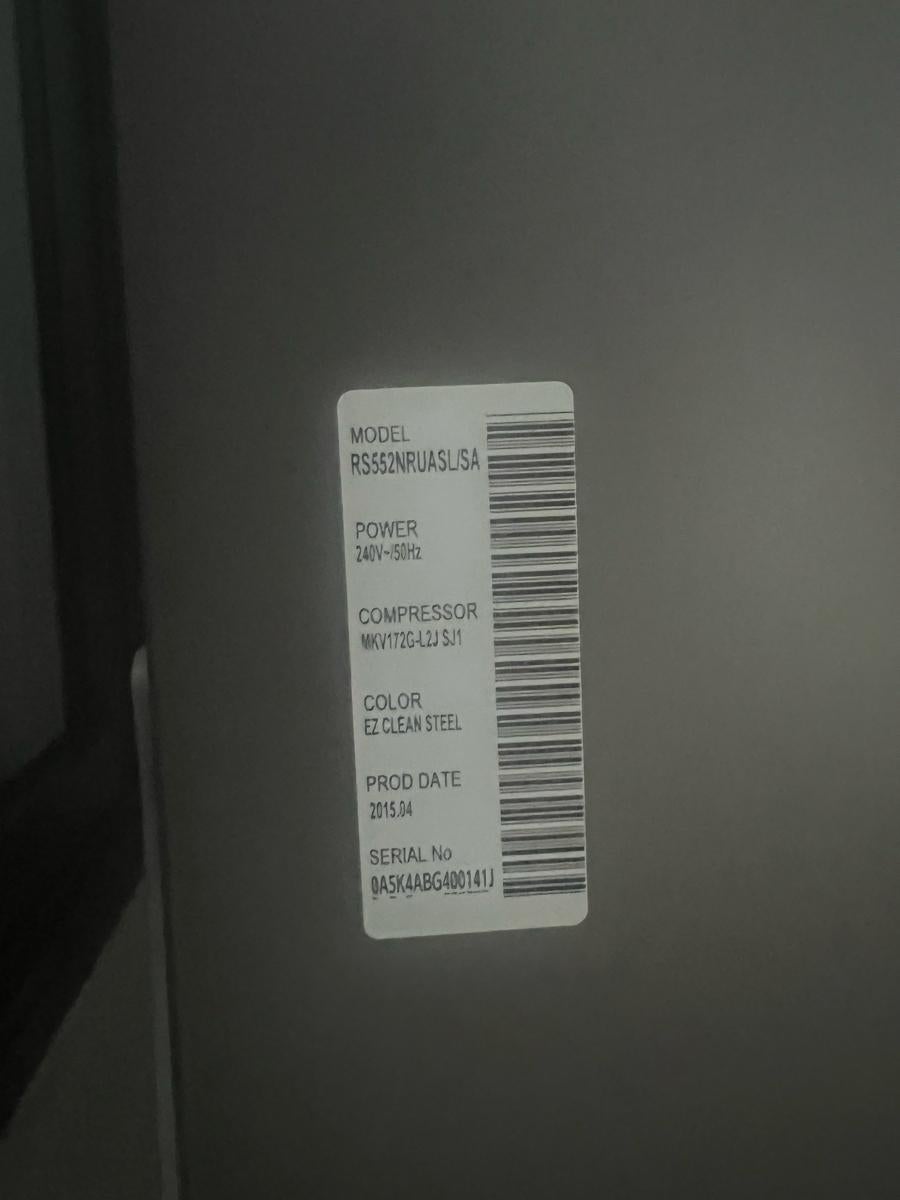 MODEL
RS552NRUASL/SA
POWER
240V~/50Hz
COMPRESSOR
MKV172G-L2J SJ1
COLOR
EZ CLEAN STEEL
PROD DATE
2015.04
SERIAL No
0A5K4ABG400141J